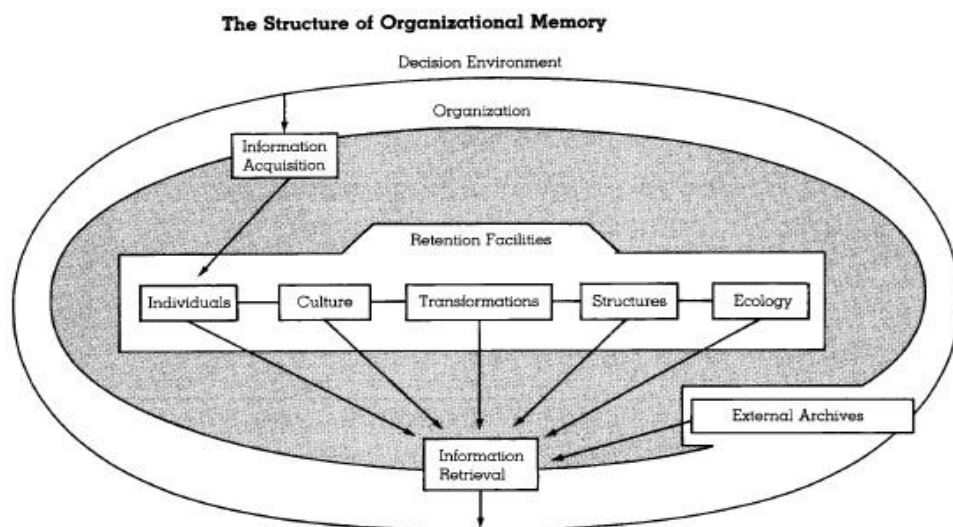 The Structure of Organizational Memory
Decision Environment
Organization
Information
Acquisition
Retention Facilities
Individuals
Culture
Transformations
Structures
Ecology
External Archives
Information
Retrieval